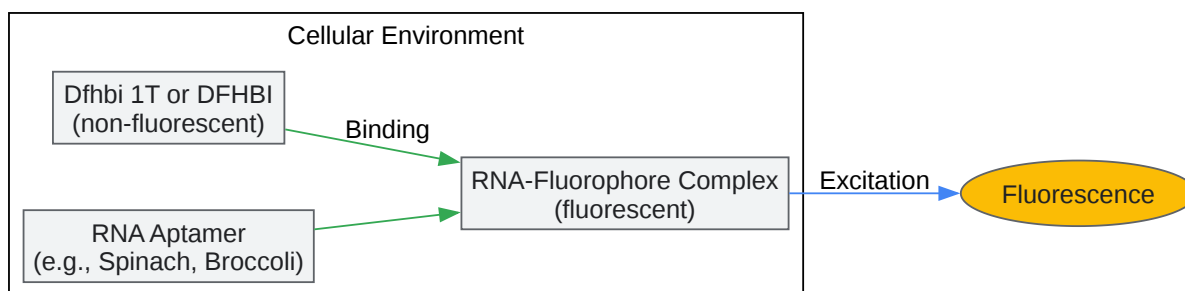 Cellular Environment
Dfhbi 1T or DFHBI
(non-fluorescent)
Binding
RNA-Fluorophore Complex
(fluorescent)
Excitation
Fluorescence
RNA Aptamer
(e.g., Spinach, Broccoli)